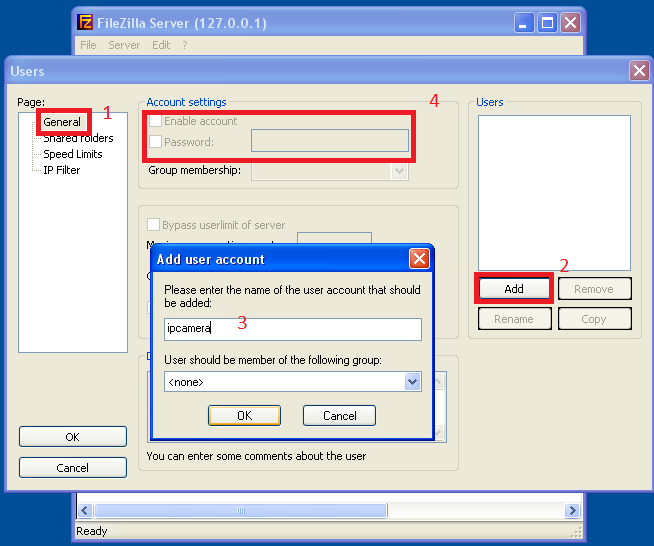 FileZilla Server (127.0.0.1)
File Server Edit ?
Users
Page:
General
1
Shared folders
Speed Limits
IP Filter
Account settings
4
Enable account
Password:
Group membership:
Bypass userlimit of server
Users
Add
2
Remove
Rename
Copy
Add user account
Please enter the name of the user account that should
be added:
ipcamera
3
User should be member of the following group:
<none>
OK
Cancel
You can enter some comments about the user
OK
Cancel
Ready